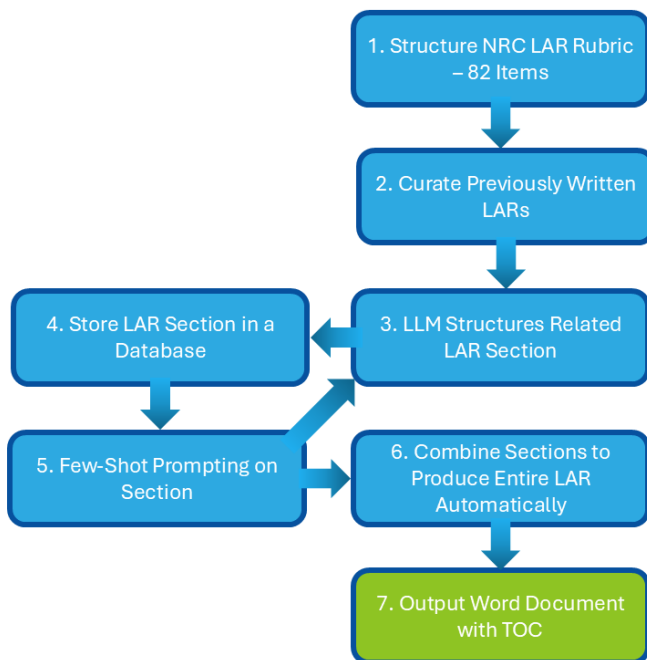 1. Structure NRC LAR Rubric
– 82 Items
2. Curate Previously Written
LARs
3. LLM Structures Related
LAR Section
4. Store LAR Section in a
Database
5. Few-Shot Prompting on
Section
6. Combine Sections to
Produce Entire LAR
Automatically
7. Output Word Document
with TOC